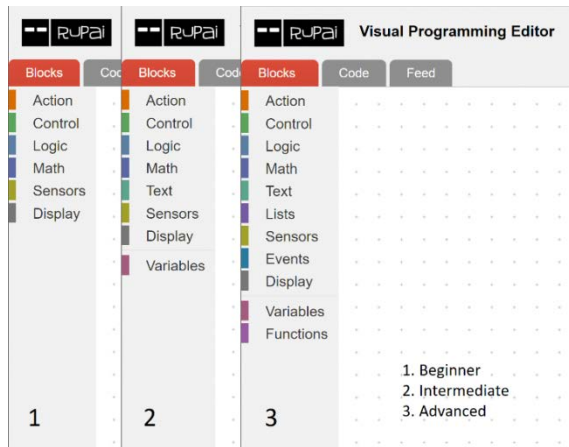 RUPai
Blocks
Action
Control
Logic
Math
Sensors
Display
1
RUPai
Blocks
Action
Control
Logic
Math
Text
Sensors
Display
Variables
2
RUPai Visual Programming Editor
Blocks Code Feed
Action
Control
Logic
Math
Text
Lists
Sensors
Events
Display
Variables
Functions
3
1. Beginner
2. Intermediate
3. Advanced